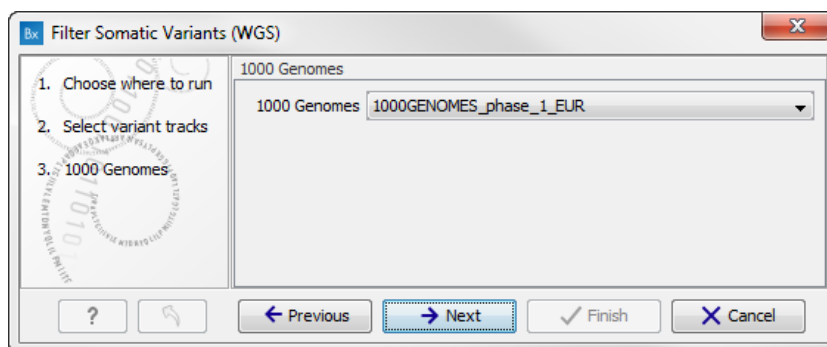 Bx Filter Somatic Variants (WGS)
1. Choose where to run
2. Select variant tracks
3. 1000 Genomes
1000 Genomes
1000 Genomes 1000GENOMES_phase_1_EUR
? Previous Next Finish Cancel